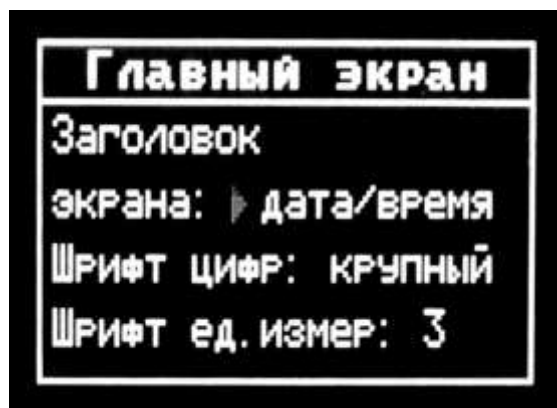 Главный экран
Заголовок
экрана: дата/время
Шрифт цифр: крупный
Шрифт ед.измер: 3